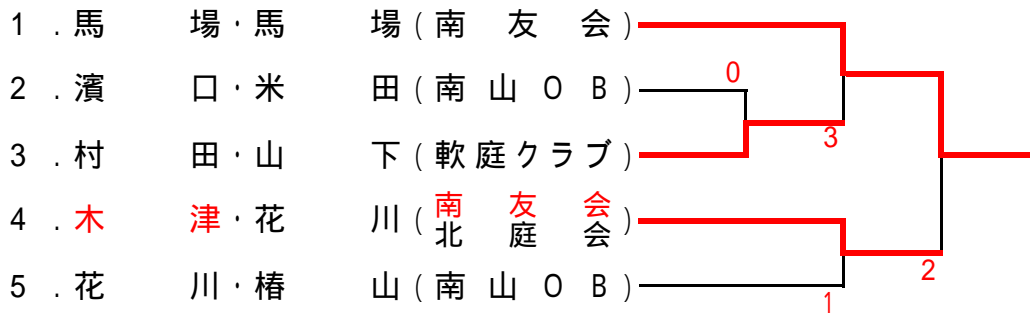 1 .馬 場・馬 場(南 友 会)
0
2 .濱 口・米 田(南 山 O B)
3 .村 田・山 下(軟庭クラブ)
3
4 .木 津・花 川(南 友 会
北 庭 会)
2
5 .花 川・椿 山(南 山 O B)
1